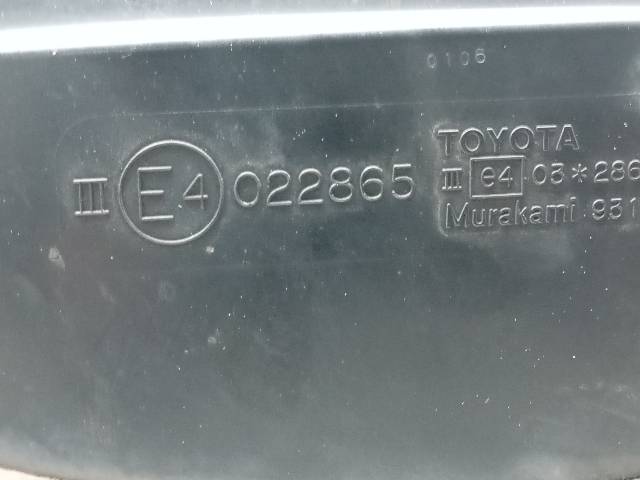 0106
III E4 022865
TOYOTA
III e4 03*286
Murakami 931